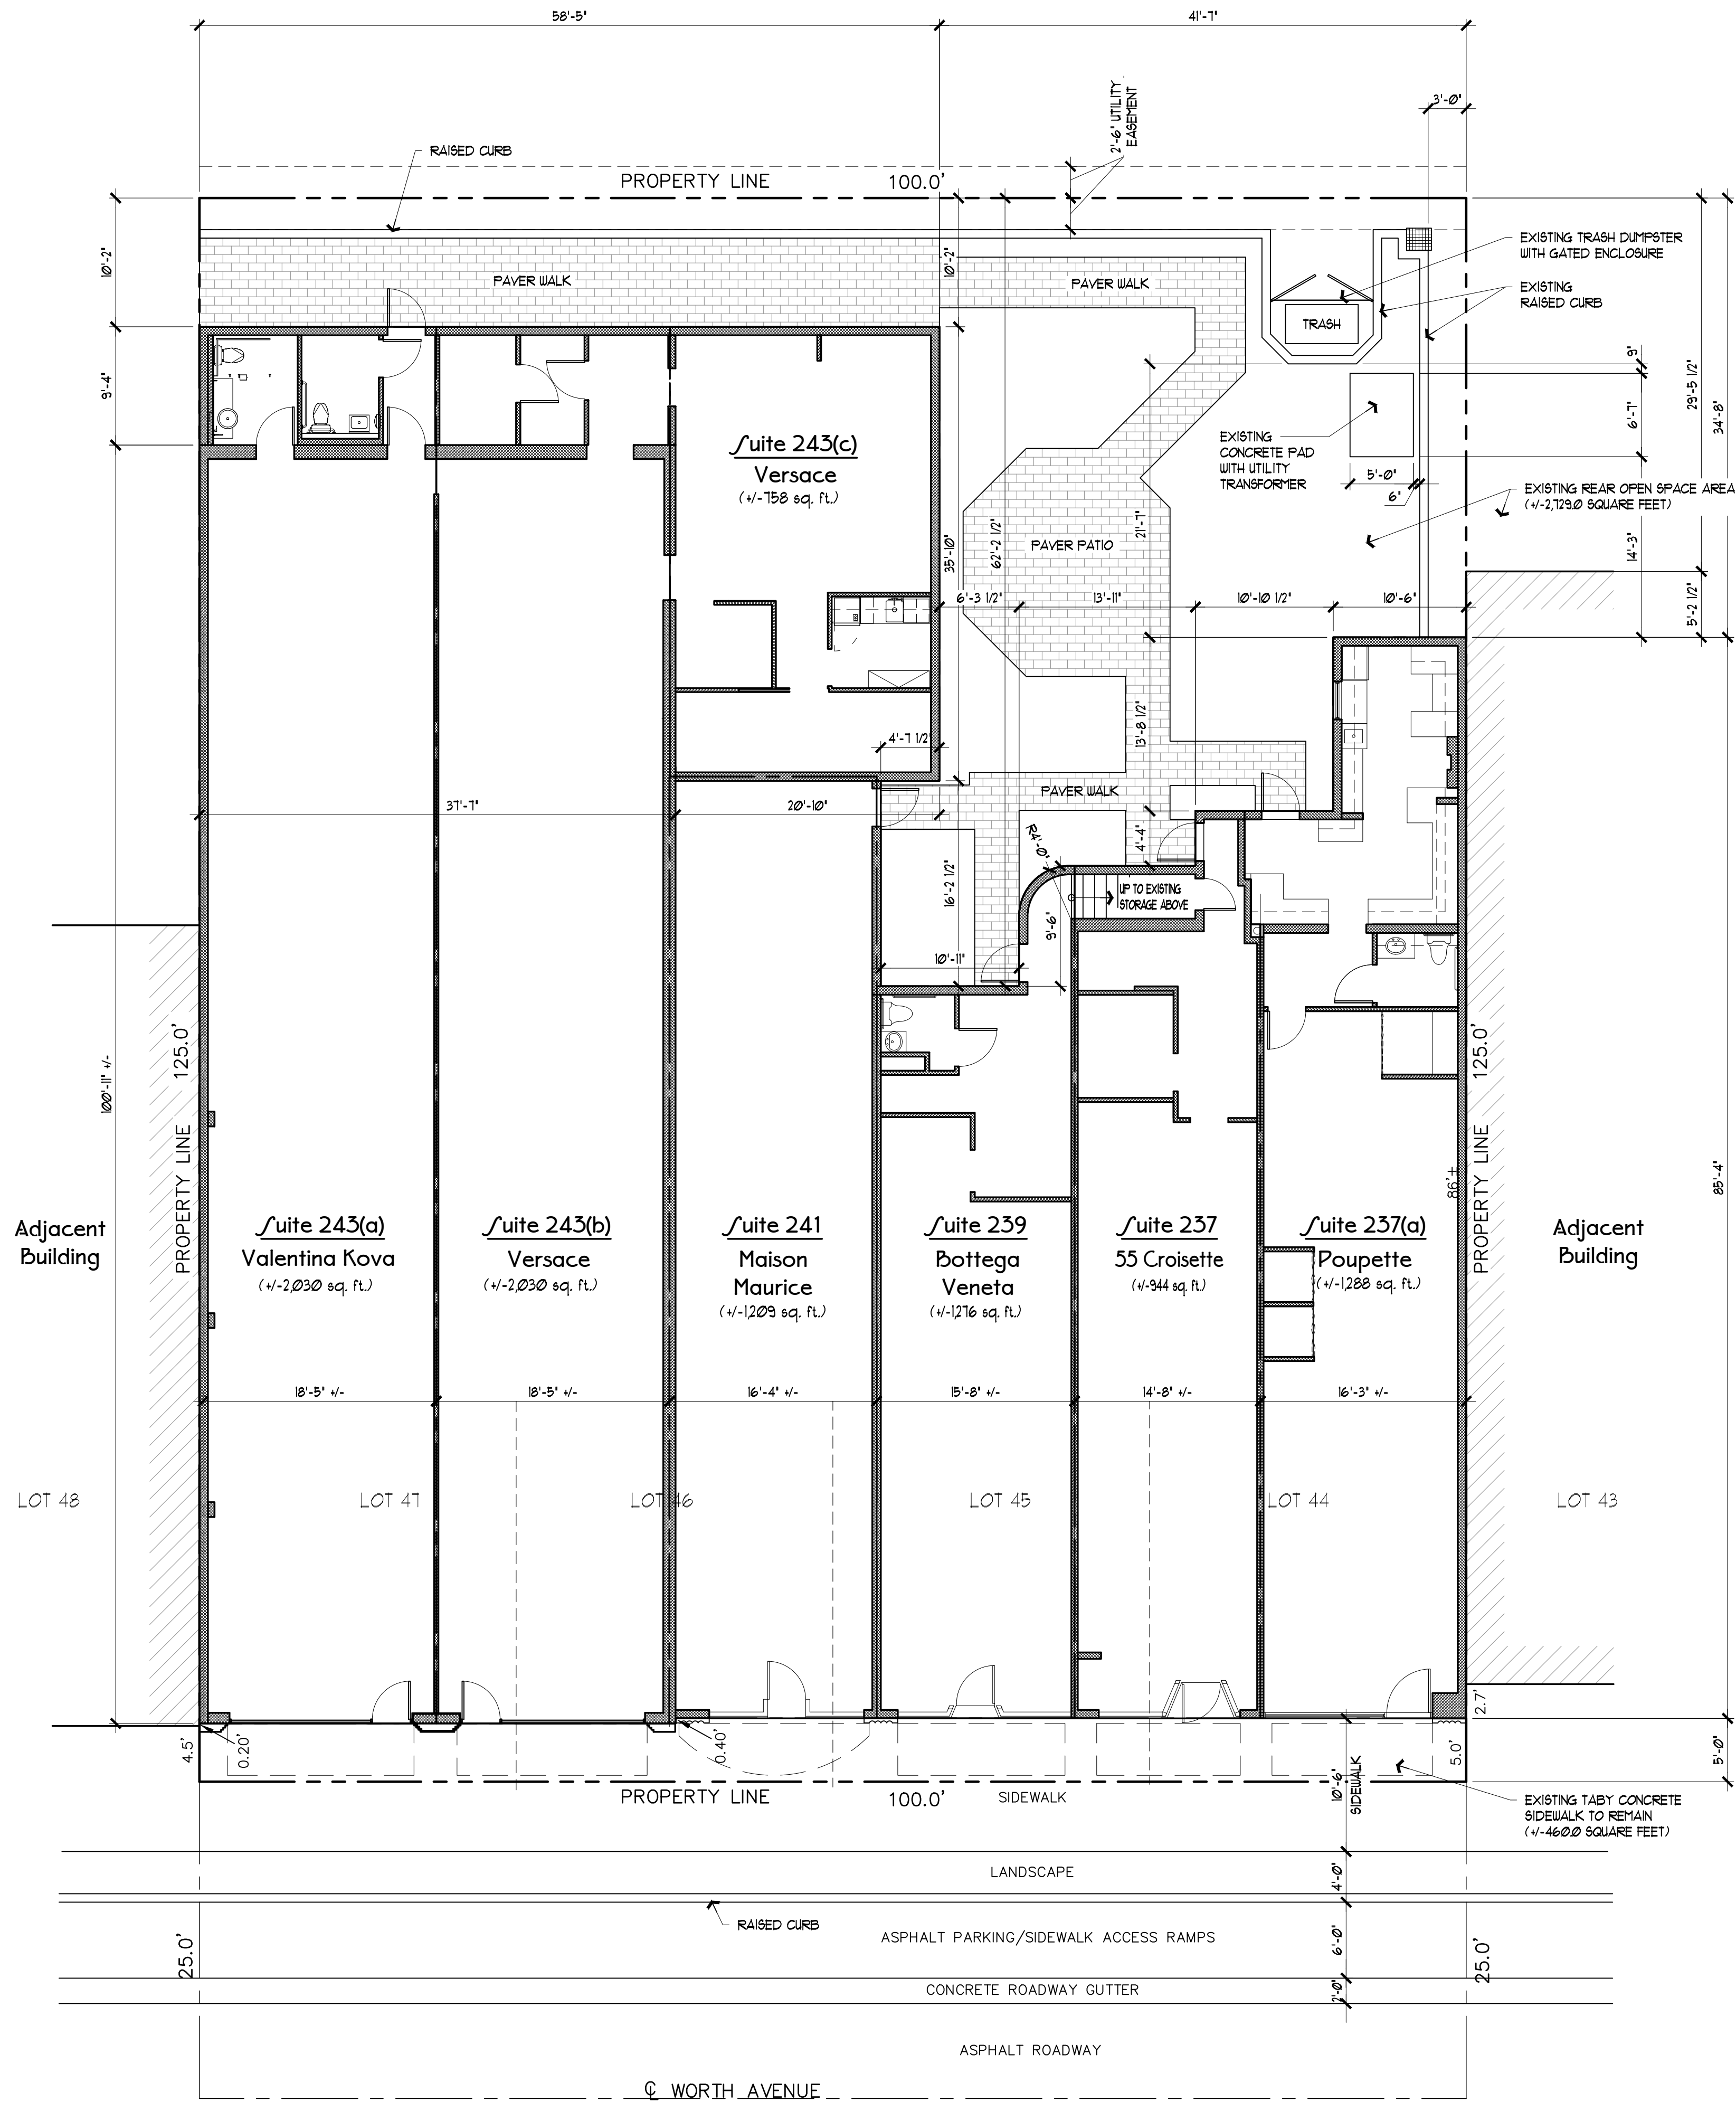 58'-5"
41'-7"
2'-6" UTILITY
EASEMENT
3'-0"
RAISED CURB
PROPERTY LINE
100.0'
10'-2"
PAVER WALK
10'-2"
PAVER WALK
EXISTING TRASH DUMPSTER
WITH GATED ENCLOSURE
EXISTING
RAISED CURB
TRASH
9'-4"
9"
29'-5 1/2"
34'-8"
6'-7"
Suite 243(c)
Versace
(+/-758 sq. ft.)
EXISTING
CONCRETE PAD
WITH UTILITY
TRANSFORMER
5'-0"
6"
EXISTING REAR OPEN SPACE AREA
(+/-2,729.0 SQUARE FEET)
21'-7"
62'-2 1/2"
35'-10"
PAVER PATIO
14'-3"
6'-3 1/2"
13'-11"
10'-10 1/2"
10'-6"
5'-2 1/2"
13'-8 1/2"
4'-7 1/2"
37'-7"
20'-10"
PAVER WALK
4'-4"
R4'-0"
16'-2 1/2"
UP TO EXISTING
STORAGE ABOVE
9'-6"
10'-11"
125.0'
PROPERTY LINE
100'-11" +/-
125.0'
PROPERTY LINE
86'+
85'-4"
Adjacent
Building
Suite 243(a)
Valentina Kova
(+/-2,030 sq. ft.)
Suite 243(b)
Versace
(+/-2,030 sq. ft.)
Suite 241
Maison
Maurice
(+/-1,209 sq. ft.)
Suite 239
Bottega
Veneta
(+/-1,276 sq. ft.)
Suite 237
55 Croisette
(+/-944 sq. ft.)
Suite 237(a)
Poupette
(+/-1,288 sq. ft.)
Adjacent
Building
18'-5" +/-
18'-5" +/-
16'-4" +/-
15'-8" +/-
14'-8" +/-
16'-3" +/-
LOT 48
LOT 47
LOT 46
LOT 45
LOT 44
LOT 43
2.7'
4.5'
0.20'
0.40'
5.0'
5'-0"
PROPERTY LINE
100.0'
SIDEWALK
10'-6"
SIDEWALK
EXISTING TABY CONCRETE
SIDEWALK TO REMAIN
(+/-460.0 SQUARE FEET)
LANDSCAPE
4'-0"
RAISED CURB
ASPHALT PARKING/SIDEWALK ACCESS RAMPS
6'-0"
25.0'
25.0'
CONCRETE ROADWAY GUTTER
2'-0"
ASPHALT ROADWAY
℄ WORTH AVENUE